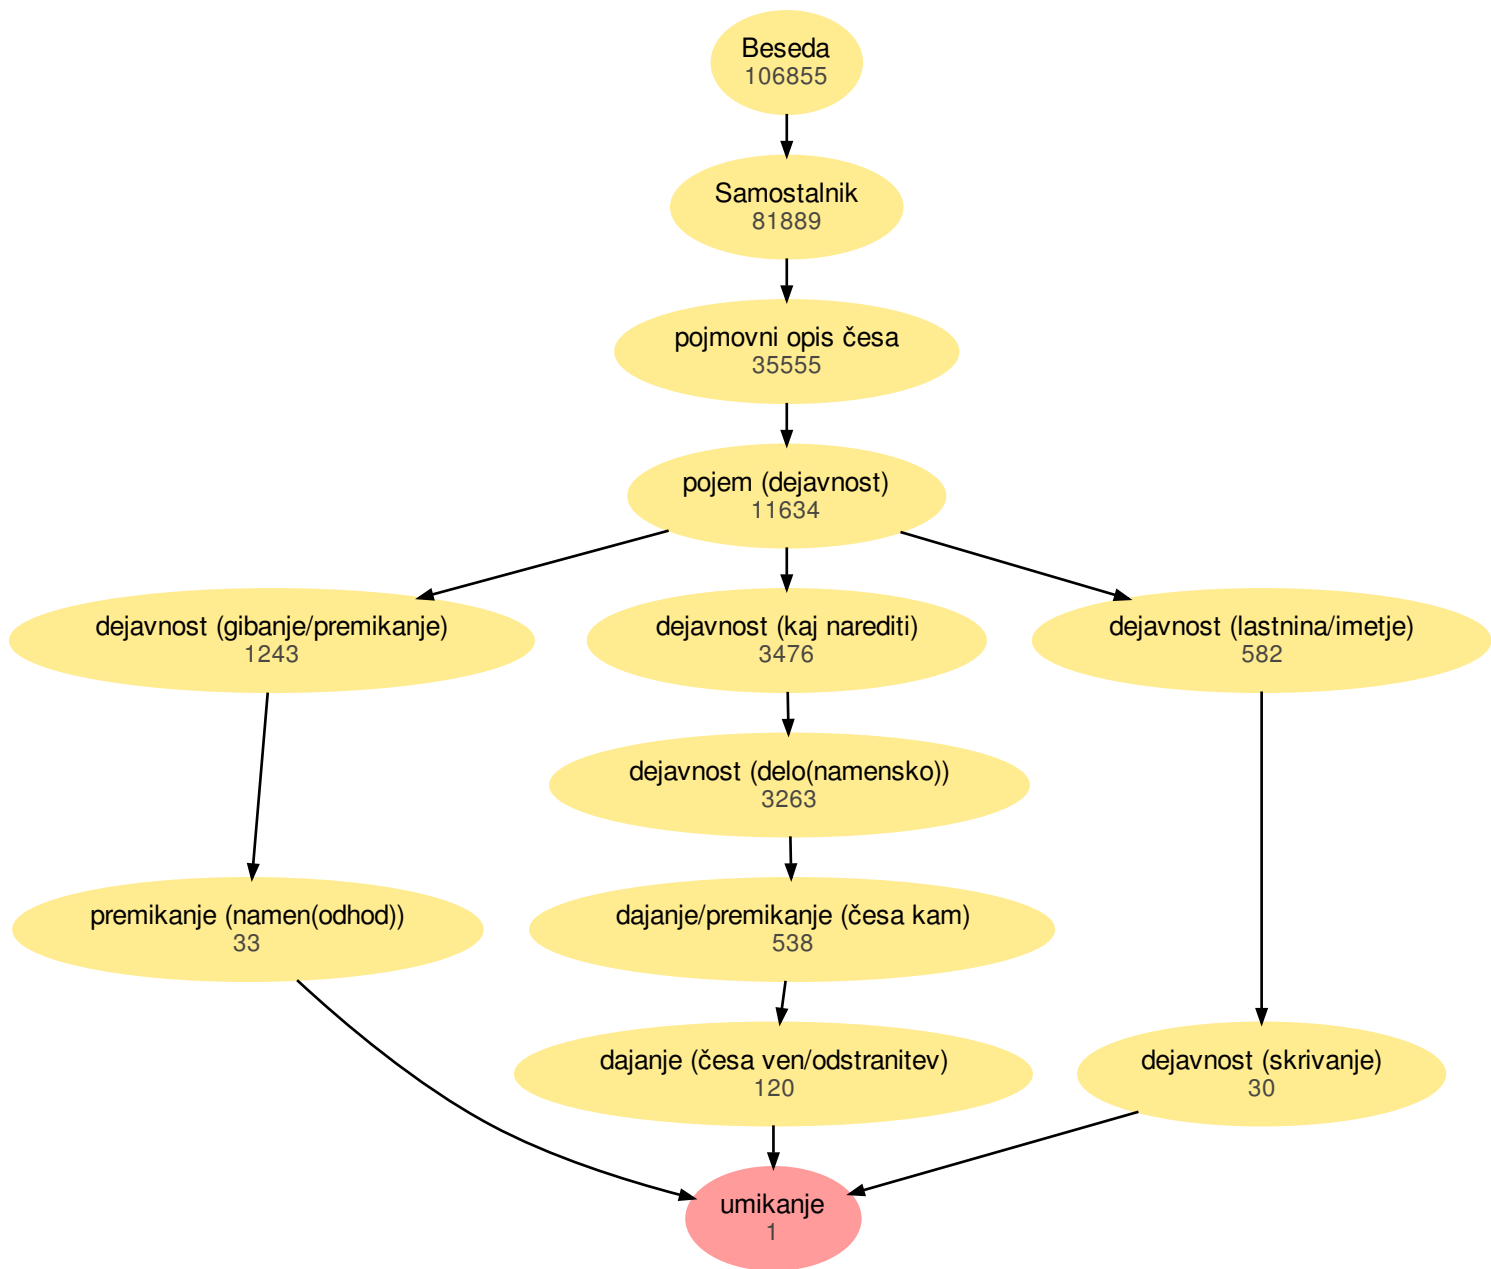 Beseda
106855
Samostalnik
81889
pojmovni opis česa
35555
pojem (dejavnost)
11634
dejavnost (gibanje/premikanje)
1243
dejavnost (kaj narediti)
3476
dejavnost (lastnina/imetje)
582
dejavnost (delo(namensko))
3263
premikanje (namen(odhod))
33
dajanje/premikanje (česa kam)
538
dajanje (česa ven/odstranitev)
120
dejavnost (skrivanje)
30
umikanje
1